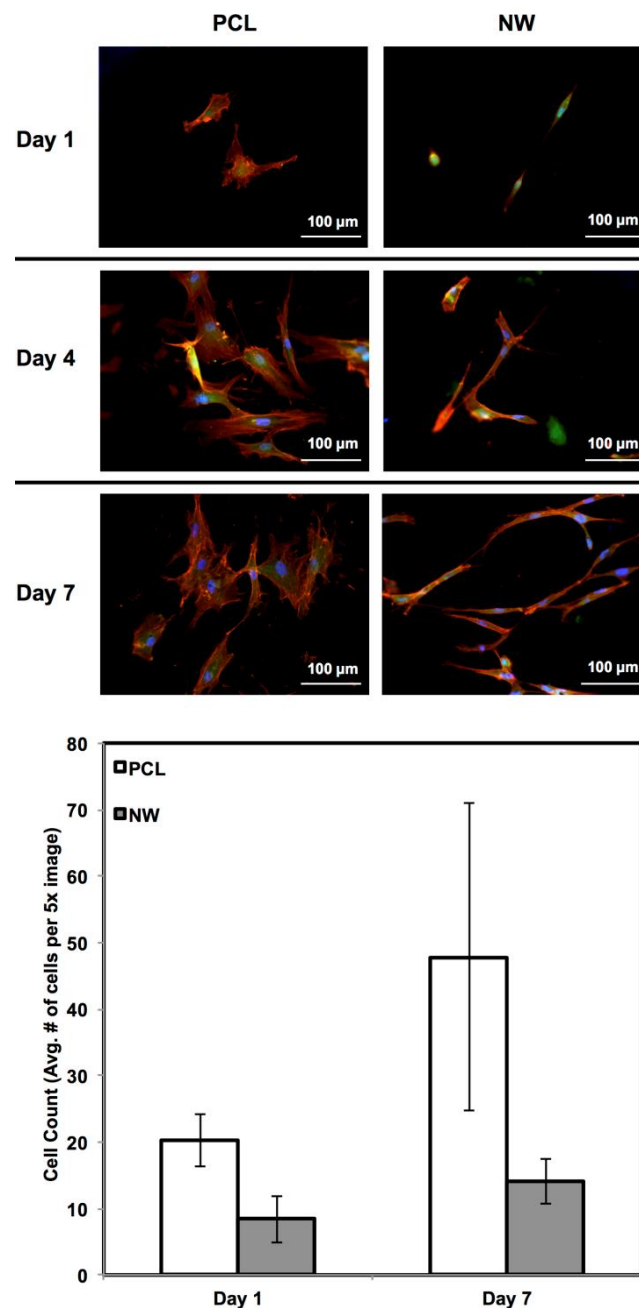 PCL NW
Day 1
100 µm 100 µm
Day 4
100 µm 100 µm
Day 7
100 µm 100 µm
80
PCL
70
NW
60
50
40
30
20
10
0
Cell Count (Avg. # of cells per 5x image)
Day 1 Day 7